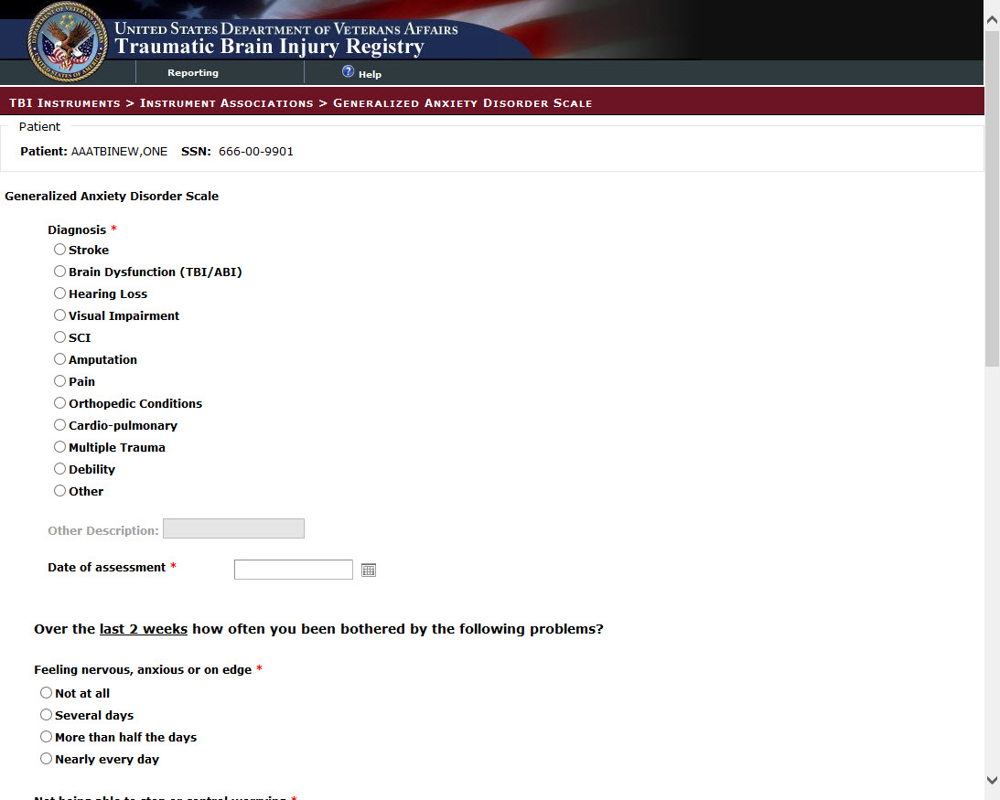 UNITED STATES DEPARTMENT OF VETERANS AFFAIRS
Traumatic Brain Injury Registry
Reporting
? Help
TBI INSTRUMENTS > INSTRUMENT ASSOCIATIONS > GENERALIZED ANXIETY DISORDER SCALE
Patient
Patient: AAATBINEW,ONE SSN: 666-00-9901
Generalized Anxiety Disorder Scale
Diagnosis *
Stroke
Brain Dysfunction (TBI/ABI)
Hearing Loss
Visual Impairment
SCI
Amputation
Pain
Orthopedic Conditions
Cardio-pulmonary
Multiple Trauma
Debility
Other
Other Description:
Date of assessment *
Over the last 2 weeks how often you been bothered by the following problems?
Feeling nervous, anxious or on edge *
Not at all
Several days
More than half the days
Nearly every day
Not being able to stop or control worrying *